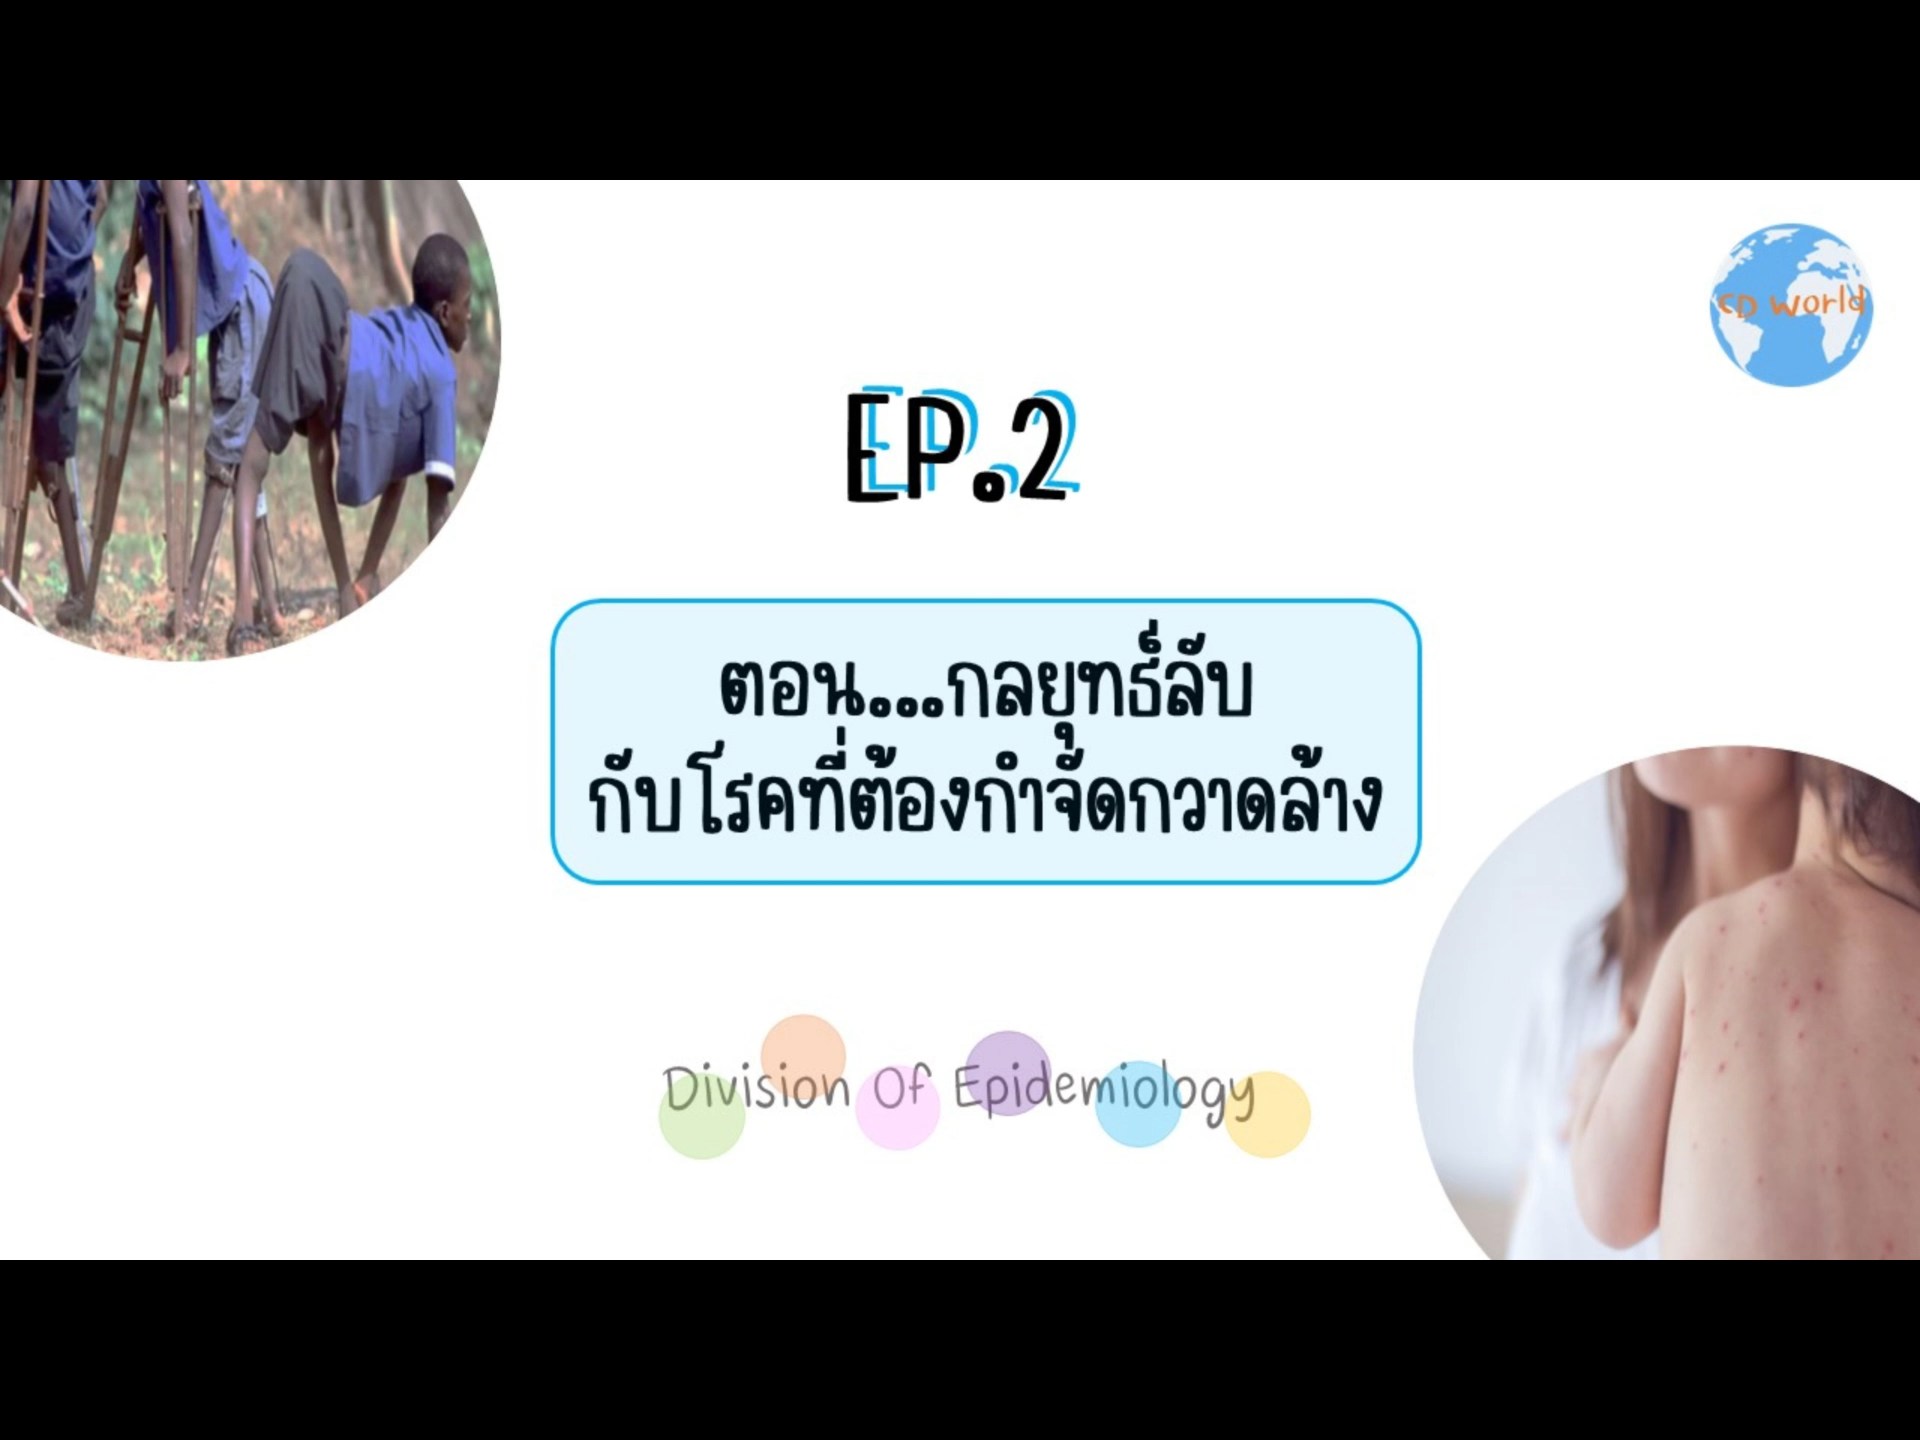 CD World
EP.2
ตอน...กลยุทธ์ลับ
กับโรคที่ต้องกำจัดกวาดล้าง
Division Of Epidemiology